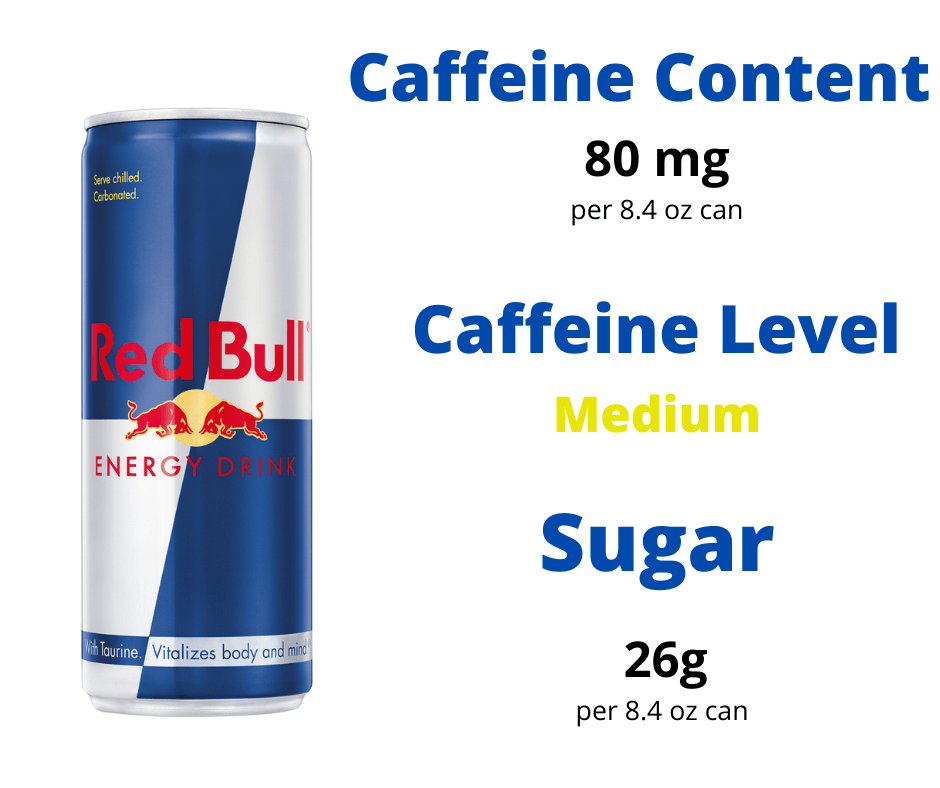 Caffeine Content
80 mg
per 8.4 oz can
Serve chilled.
Carbonated.
Caffeine Level
Red Bull®
Medium
ENERGY DRINK
Sugar
With Taurine. Vitalizes body and mind.®
26g
per 8.4 oz can